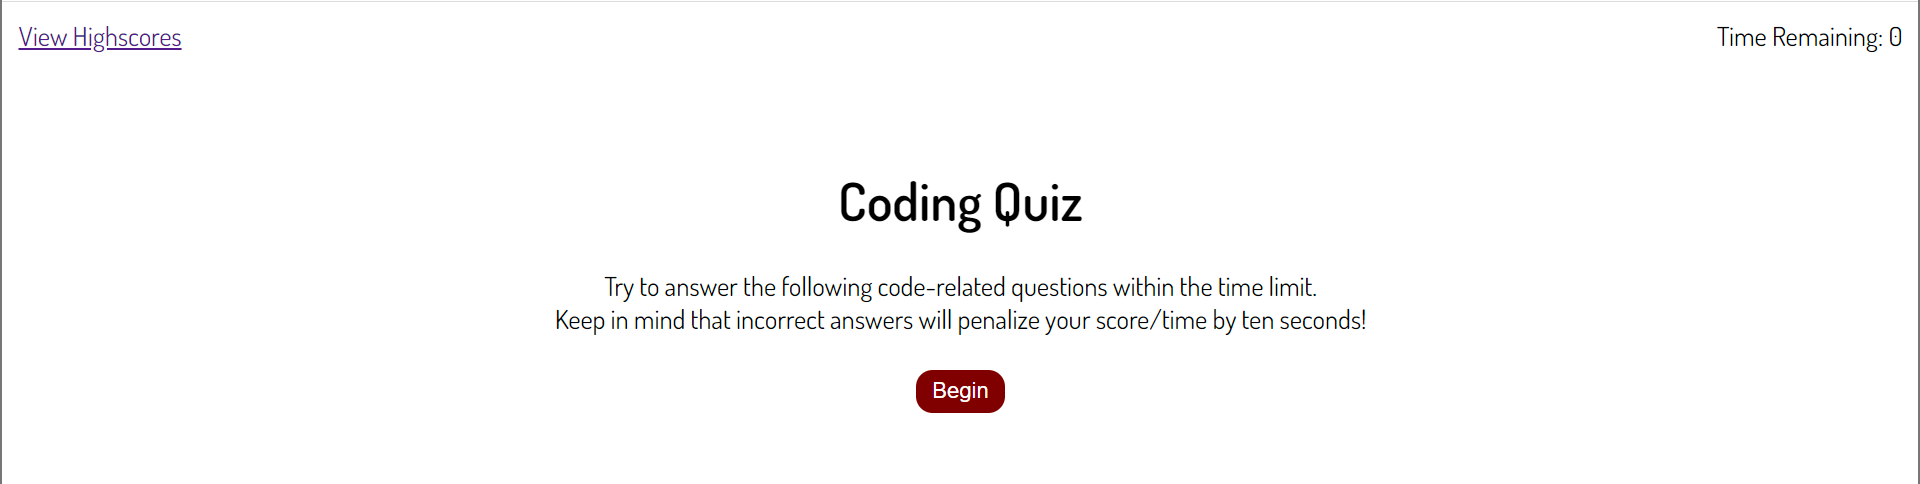 View Highscores
Time Remaining: 0
Coding Quiz
Try to answer the following code-related questions within the time limit.
Keep in mind that incorrect answers will penalize your score/time by ten seconds!
Begin